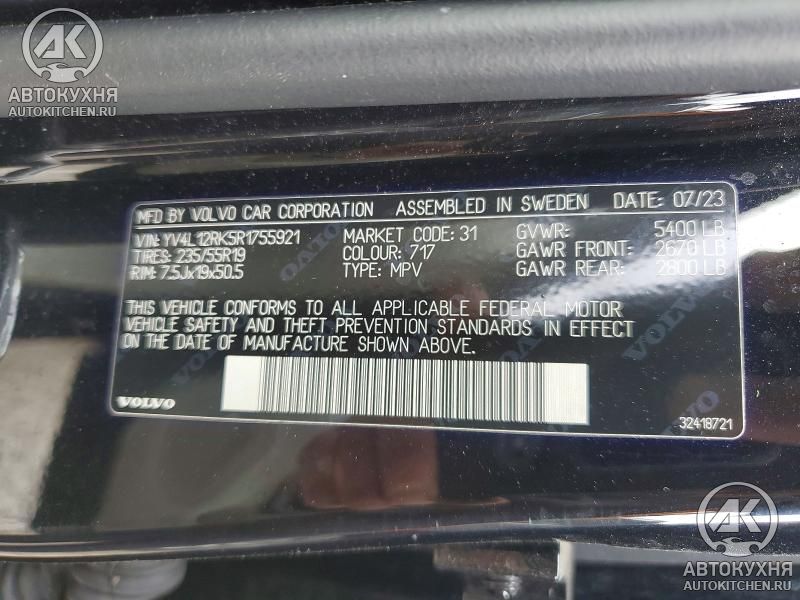 АК
АВТОКУХНЯ
AUTOKITCHEN.RU
MFD BY VOLVO CAR CORPORATION ASSEMBLED IN SWEDEN DATE: 07/23
VIN: YV4L12RK5R1755921 MARKET CODE: 31 GVWR: 5400 LB
TIRES: 235/55R19 COLOUR: 717 GAWR FRONT: 2670 LB
RIM: 7.5Jx19x50.5 TYPE: MPV GAWR REAR: 2800 LB
THIS VEHICLE CONFORMS TO ALL APPLICABLE FEDERAL MOTOR
VEHICLE SAFETY AND THEFT PREVENTION STANDARDS IN EFFECT
ON THE DATE OF MANUFACTURE SHOWN ABOVE.
VOLVO
32418721
АК
АВТОКУХНЯ
AUTOKITCHEN.RU